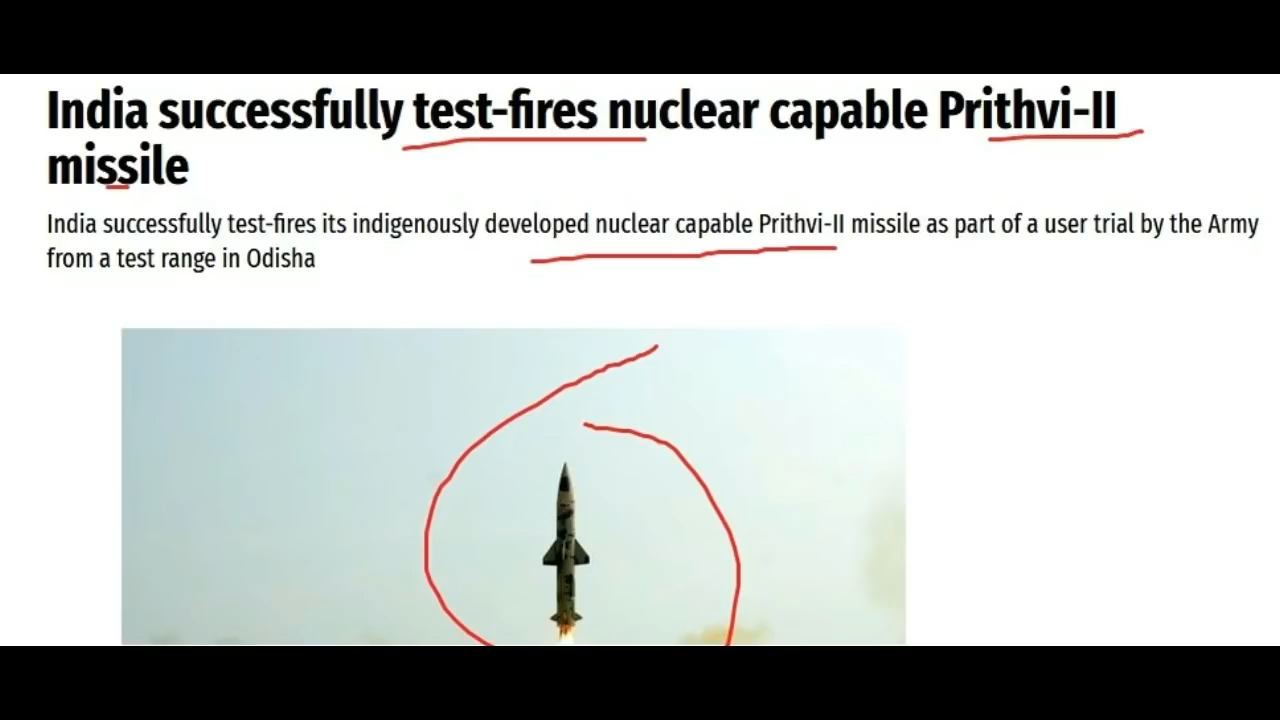 India successfully test-fires nuclear capable Prithvi-II
missile
India successfully test-fires its indigenously developed nuclear capable Prithvi-II missile as part of a user trial by the Army
from a test range in Odisha